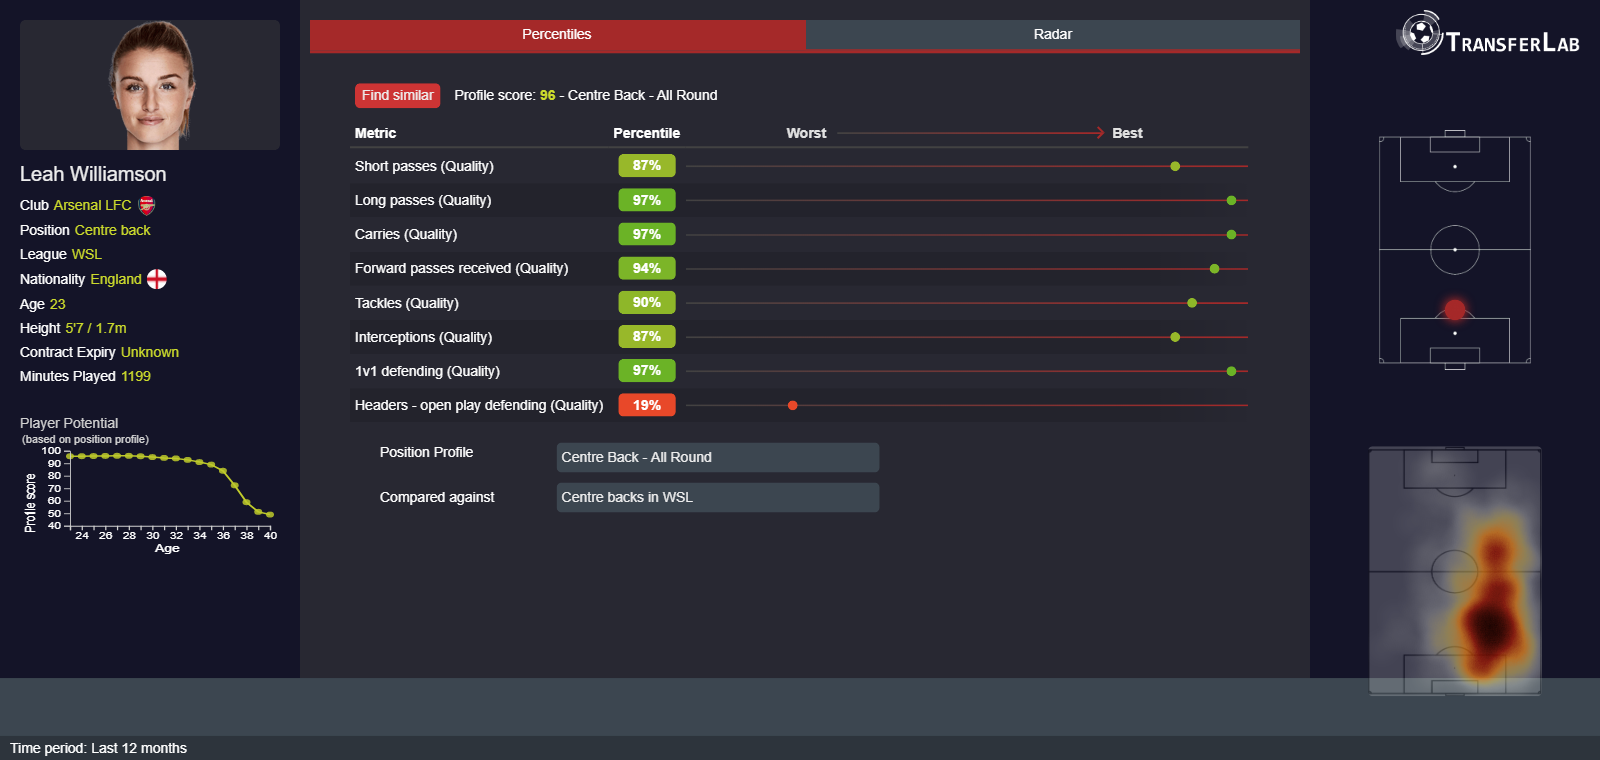 Percentiles
Radar
TransferLab
Find similar
Profile score: 96 - Centre Back - All Round
Metric Percentile Worst Best
Short passes (Quality) 87%
Long passes (Quality) 97%
Carries (Quality) 97%
Forward passes received (Quality) 94%
Tackles (Quality) 90%
Interceptions (Quality) 87%
1v1 defending (Quality) 97%
Headers - open play defending (Quality) 19%
Position Profile Centre Back - All Round
Compared against Centre backs in WSL
Leah Williamson
Club Arsenal LFC
Arsenal
Position Centre back
League WSL
Nationality England
Age 23
Height 5'7 / 1.7m
Contract Expiry Unknown
Minutes Played 1199
Player Potential
(based on position profile)
Profile score
100
90
80
70
60
50
40
24 26 28 30 32 34 36 38 40
Age
Time period: Last 12 months